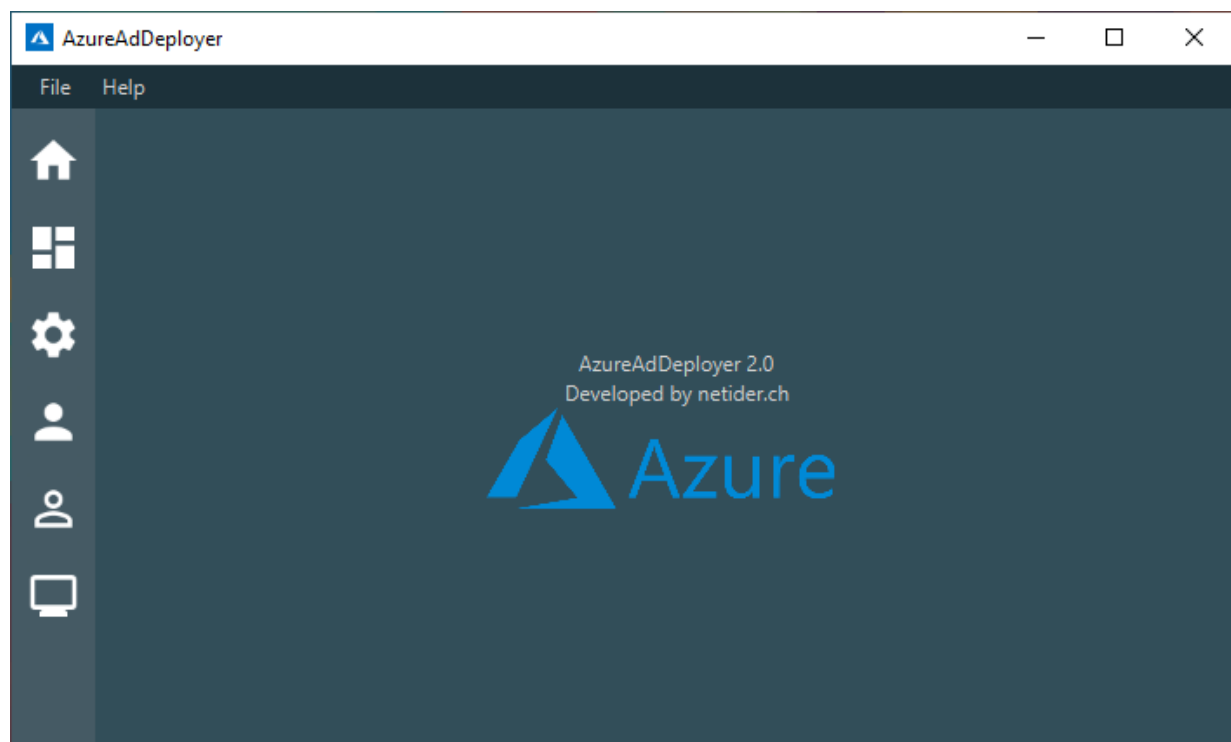 AzureAdDeployer
File Help
AzureAdDeployer 2.0
Developed by netider.ch
Azure